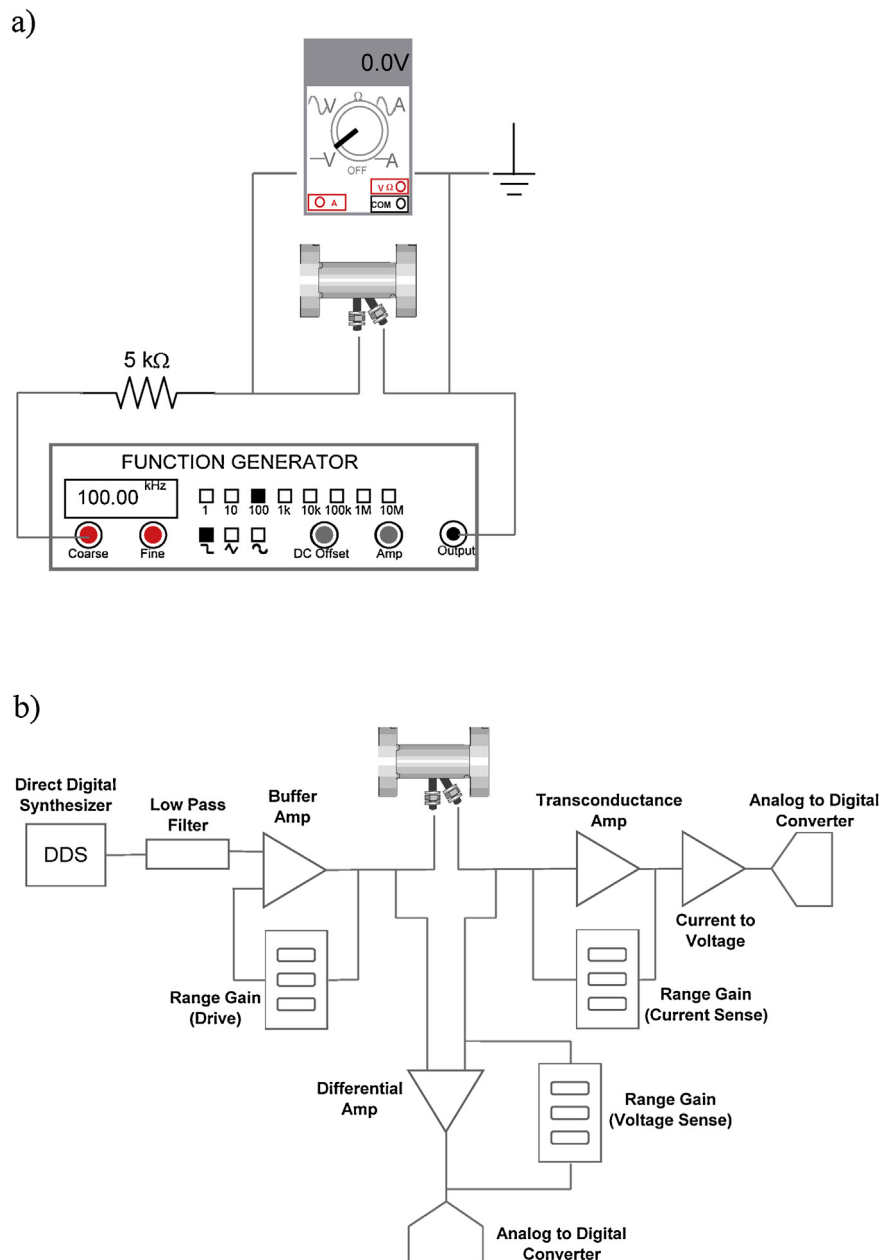 a)
0.0V
Ω
V A
V A
OFF
V Ω
A COM
5 kΩ
FUNCTION GENERATOR
100.00 kHz
1 10 100 1k 10k 100k 1M 10M
Coarse Fine DC Offset Amp Output
b)
Direct Digital
Synthesizer
DDS
Low Pass
Filter
Buffer
Amp
Range Gain
(Drive)
Transconductance
Amp
Analog to Digital
Converter
Current to
Voltage
Range Gain
(Current Sense)
Differential
Amp
Range Gain
(Voltage Sense)
Analog to Digital
Converter